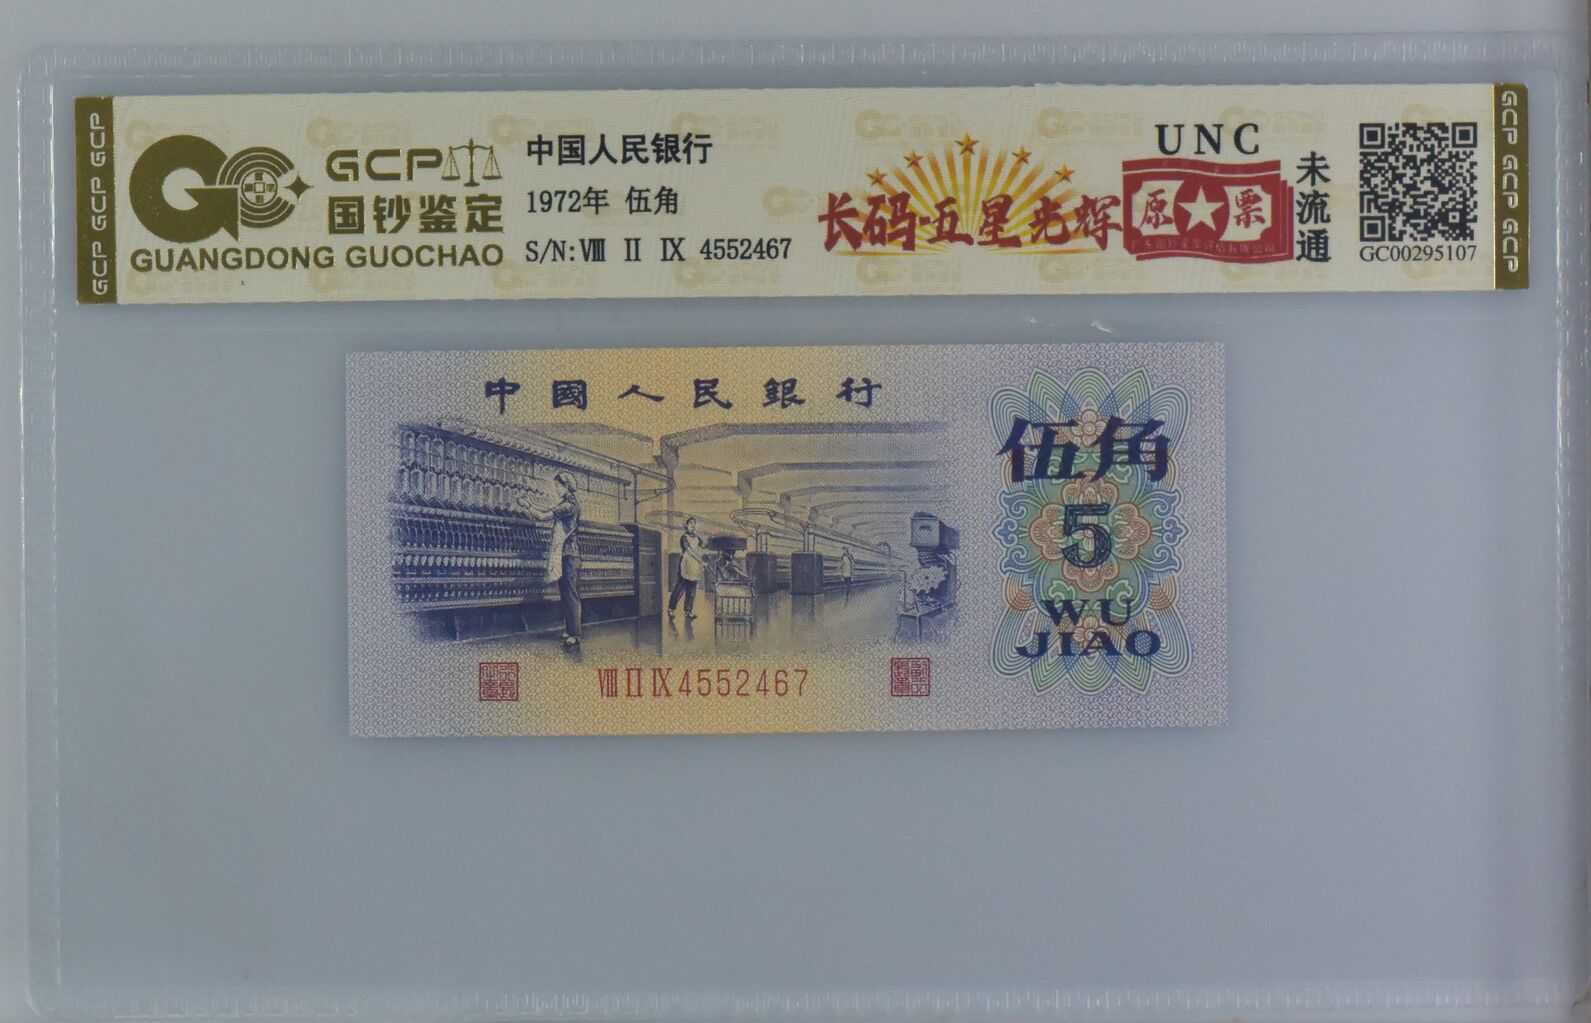 GCP GCP GCP
GCP
国钞鉴定
GUANGDONG GUOCHAO
中国人民银行
1972年 伍角
S/N:Ⅷ Ⅱ Ⅸ 4552467
长码五星光辉
UNC
原票
未流通
GC00295107
GCP GCP GCP
中國人民銀行
伍角
5
WU
JIAO
Ⅷ Ⅱ Ⅸ 4552467